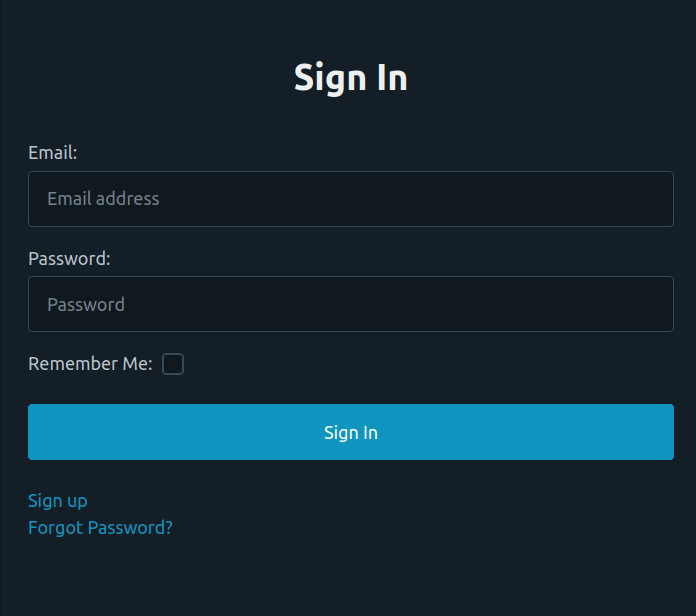 Sign In
Email:
Email address
Password:
Password
Remember Me:
Sign In
Sign up
Forgot Password?